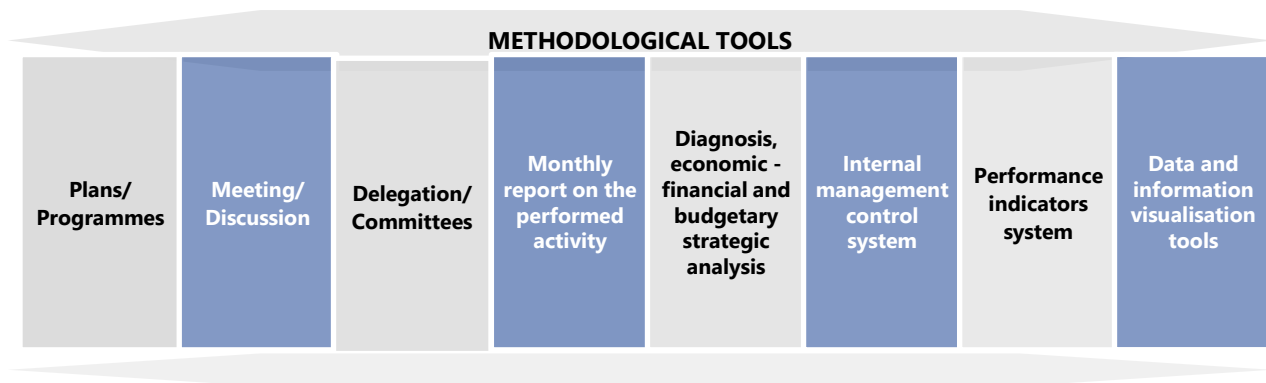 METHODOLOGICAL TOOLS
Plans/
Programmes
Meeting/
Discussion
Delegation/
Committees
Monthly
report on the
performed
activity
Diagnosis,
economic -
financial and
budgetary
strategic
analysis
Internal
management
control
system
Performance
indicators
system
Data and
information
visualisation
tools